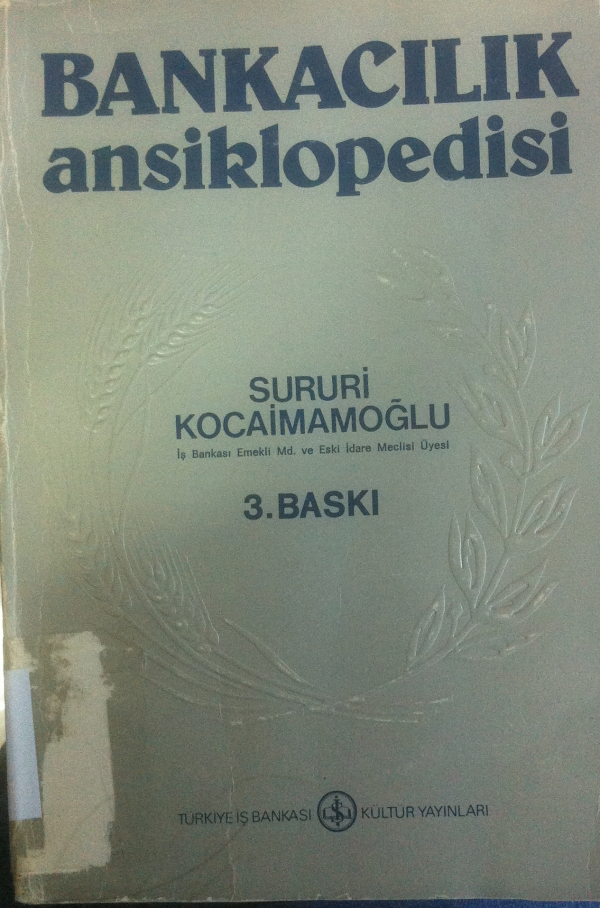 BANKACILIK
ansiklopedisi
SURURİ
KOCAİMAMOĞLU
İş Bankası Emekli Md. ve Eski İdare Meclisi Üyesi
3. BASKI
TÜRKİYE İŞ BANKASI KÜLTÜR YAYINLARI